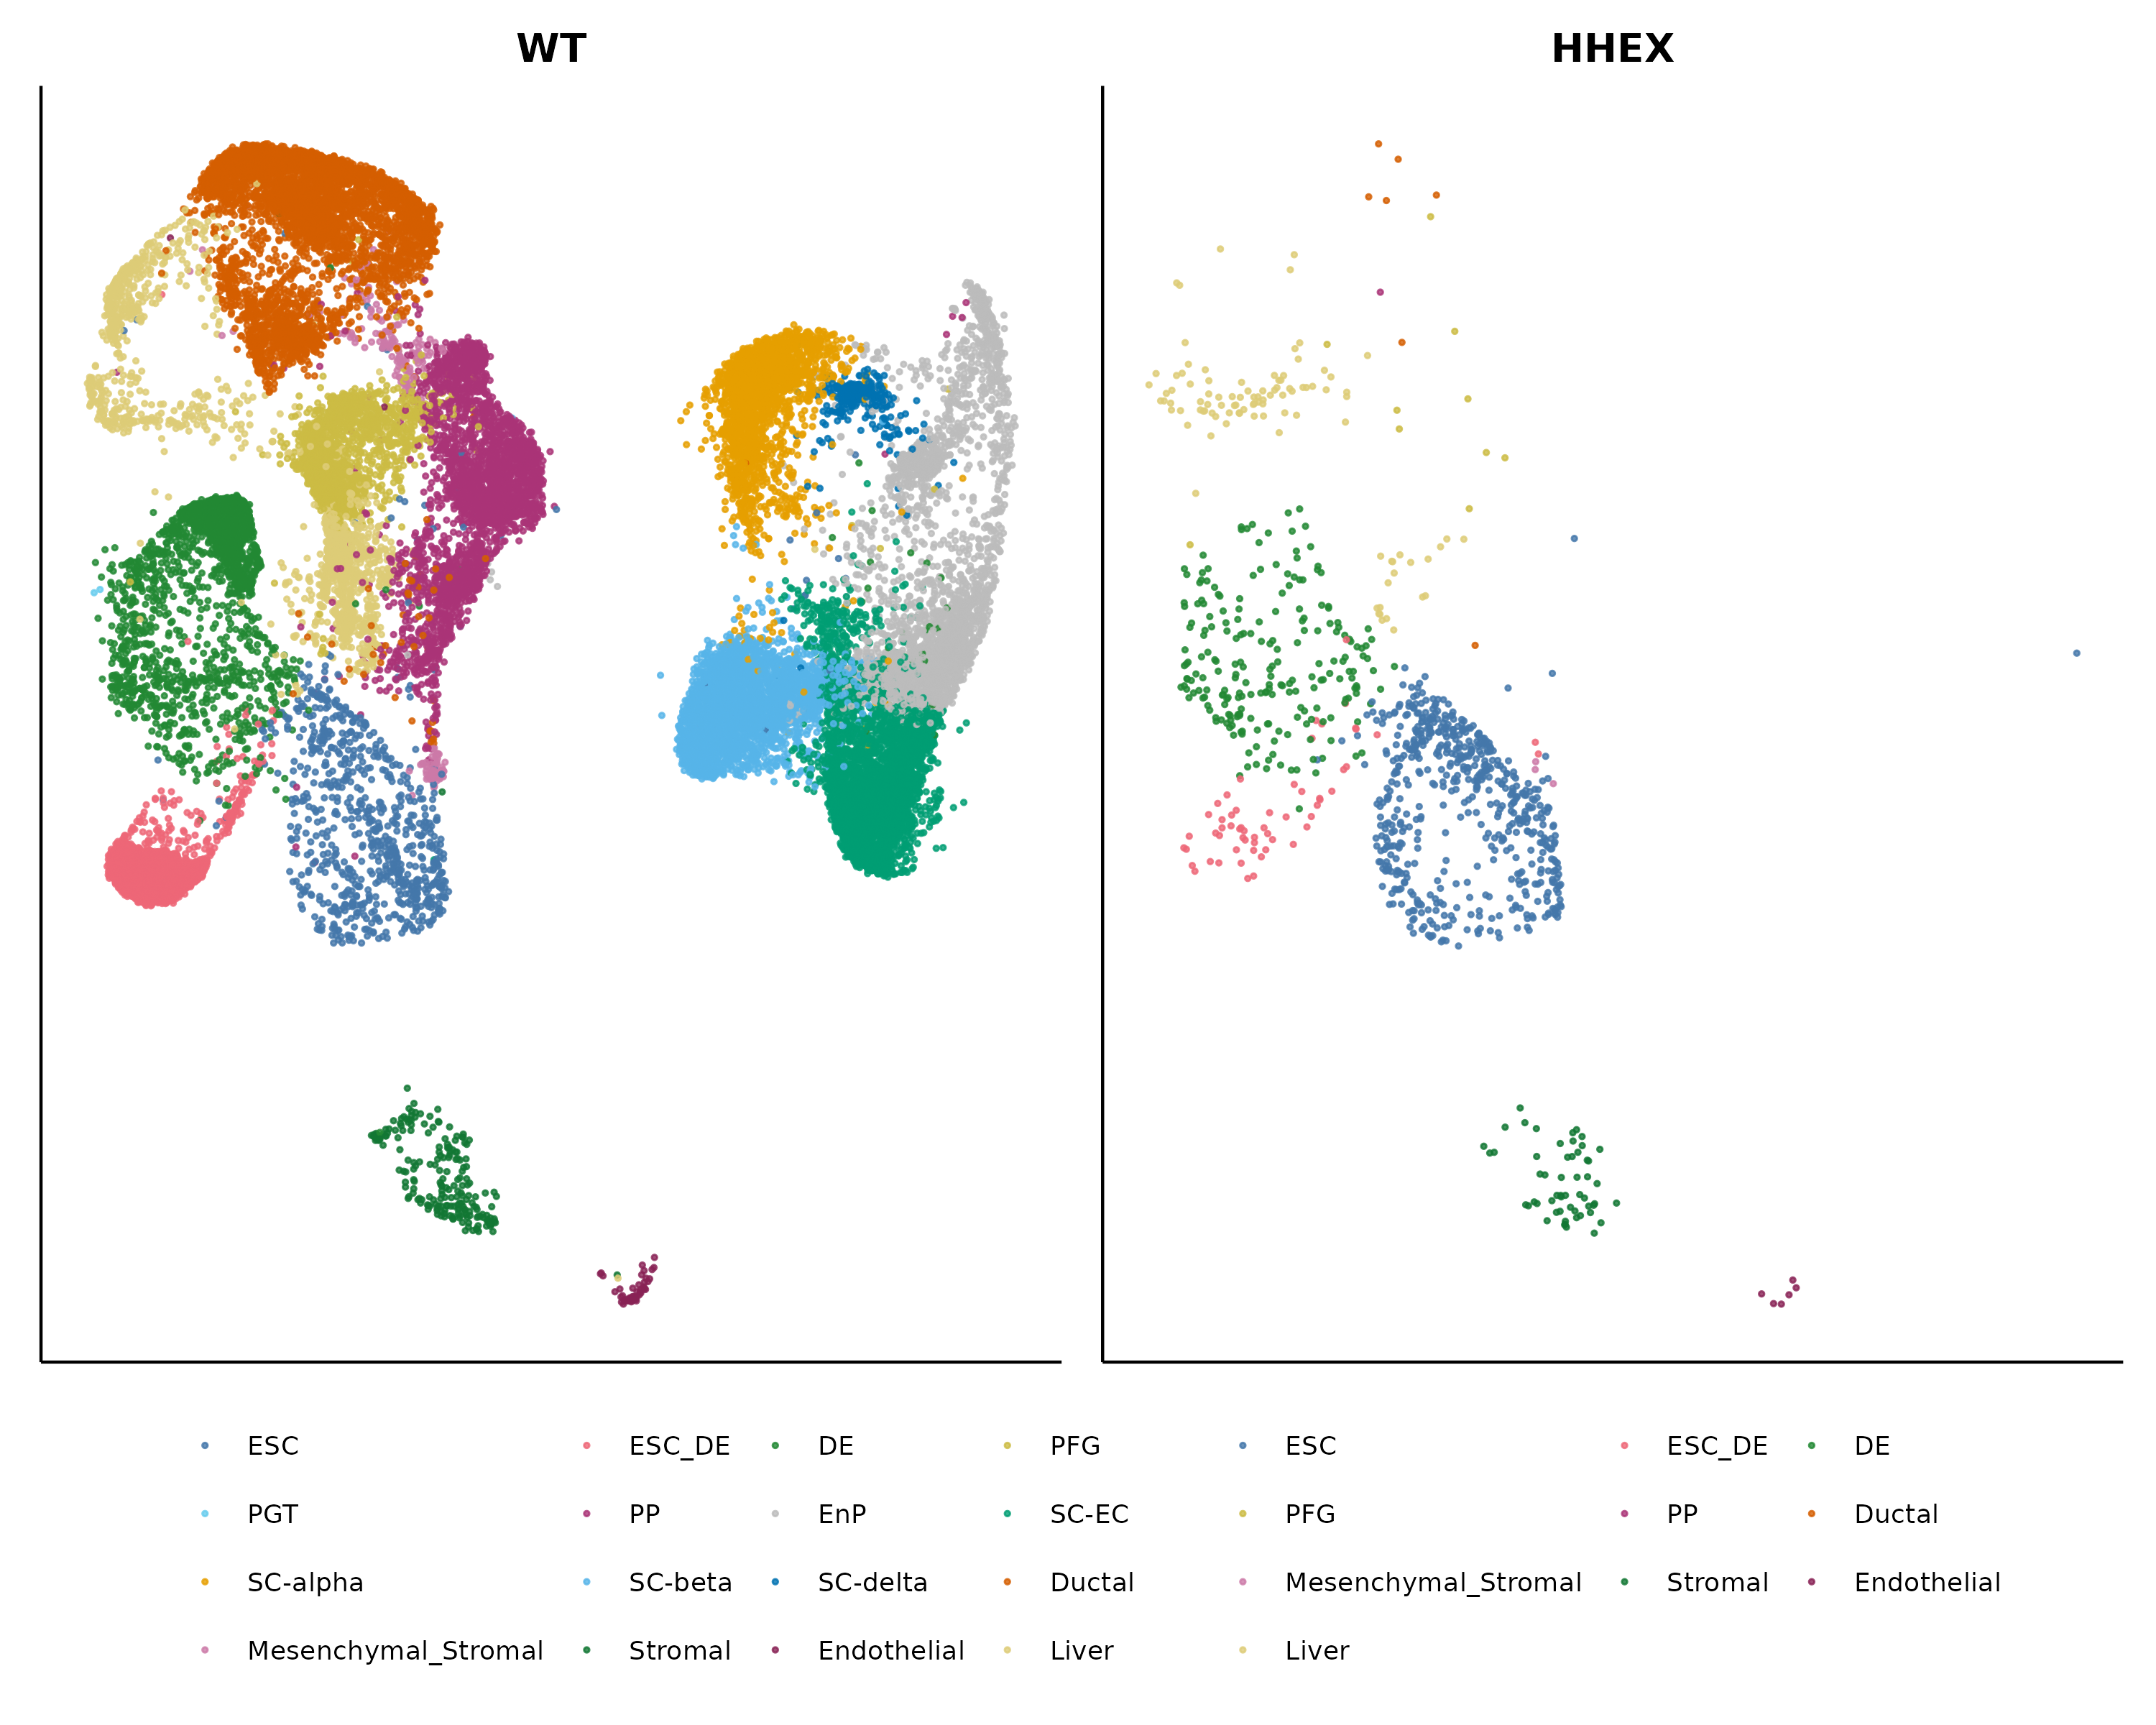 WT HHEX
ESC ESC_DE DE PFG ESC ESC_DE DE
PGT PP EnP SC-EC PFG PP Ductal
SC-alpha SC-beta SC-delta Ductal Mesenchymal_Stromal Stromal Endothelial
Mesenchymal_Stromal Stromal Endothelial Liver Liver